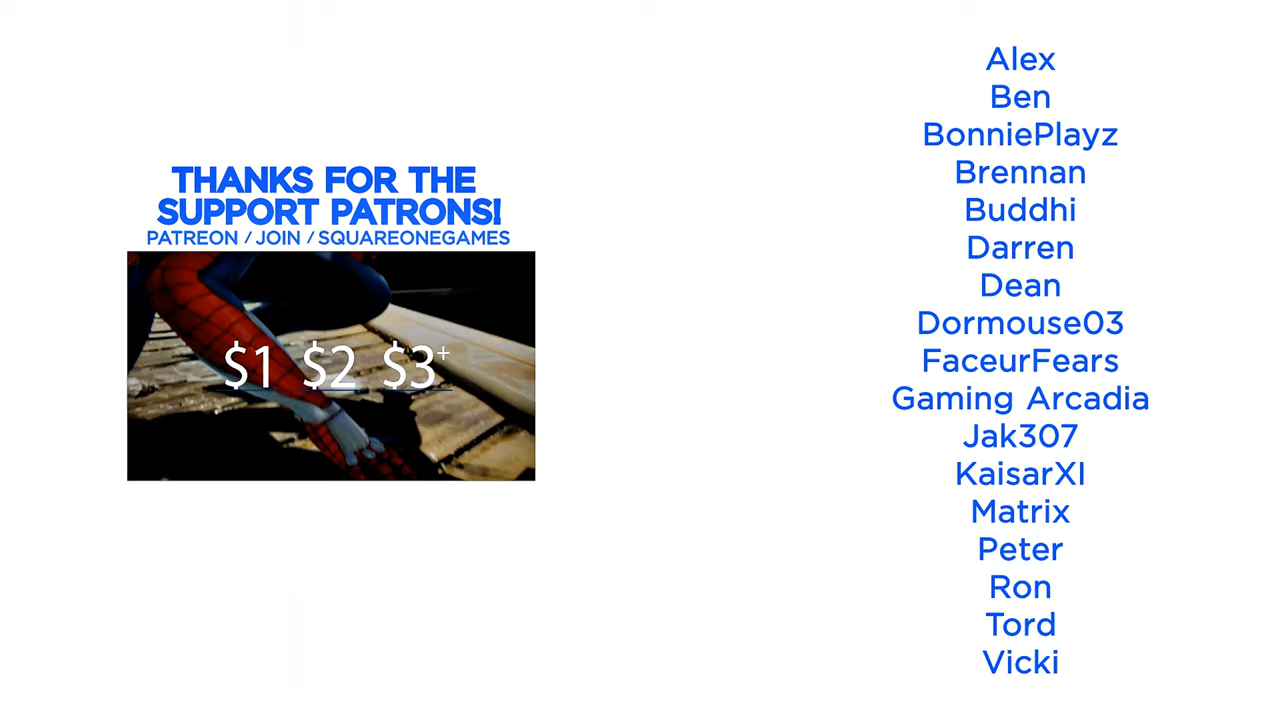 THANKS FOR THE
SUPPORT PATRONS!
PATREON / JOIN / SQUAREONEGAMES
$1 $2 $3+
Alex
Ben
BonniePlayz
Brennan
Buddhi
Darren
Dean
Dormouse03
FaceurFears
Gaming Arcadia
Jak307
KaisarXI
Matrix
Peter
Ron
Tord
Vicki